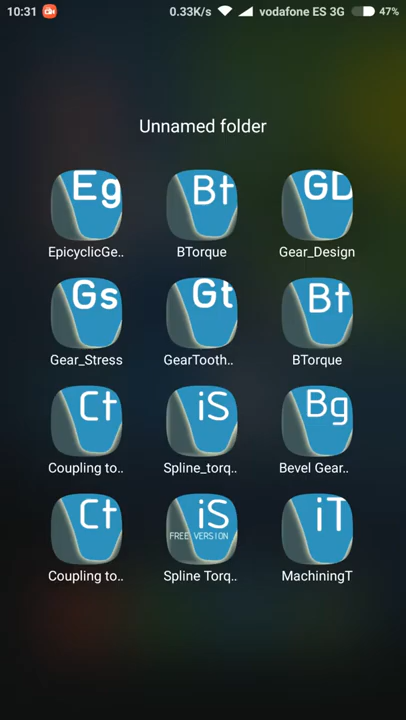 10:31 0.33K/s vodafone ES 3G 47%
Unnamed folder
Eg Bt GD
EpicyclicGe.. BTorque Gear_Design
Gs Gt Bt
Gear_Stress GearTooth.. BTorque
Ct iS Bg
Coupling to.. Spline_torq.. Bevel Gear..
Ct iS iT
FREE VERSION
Coupling to.. Spline Torq.. MachiningT